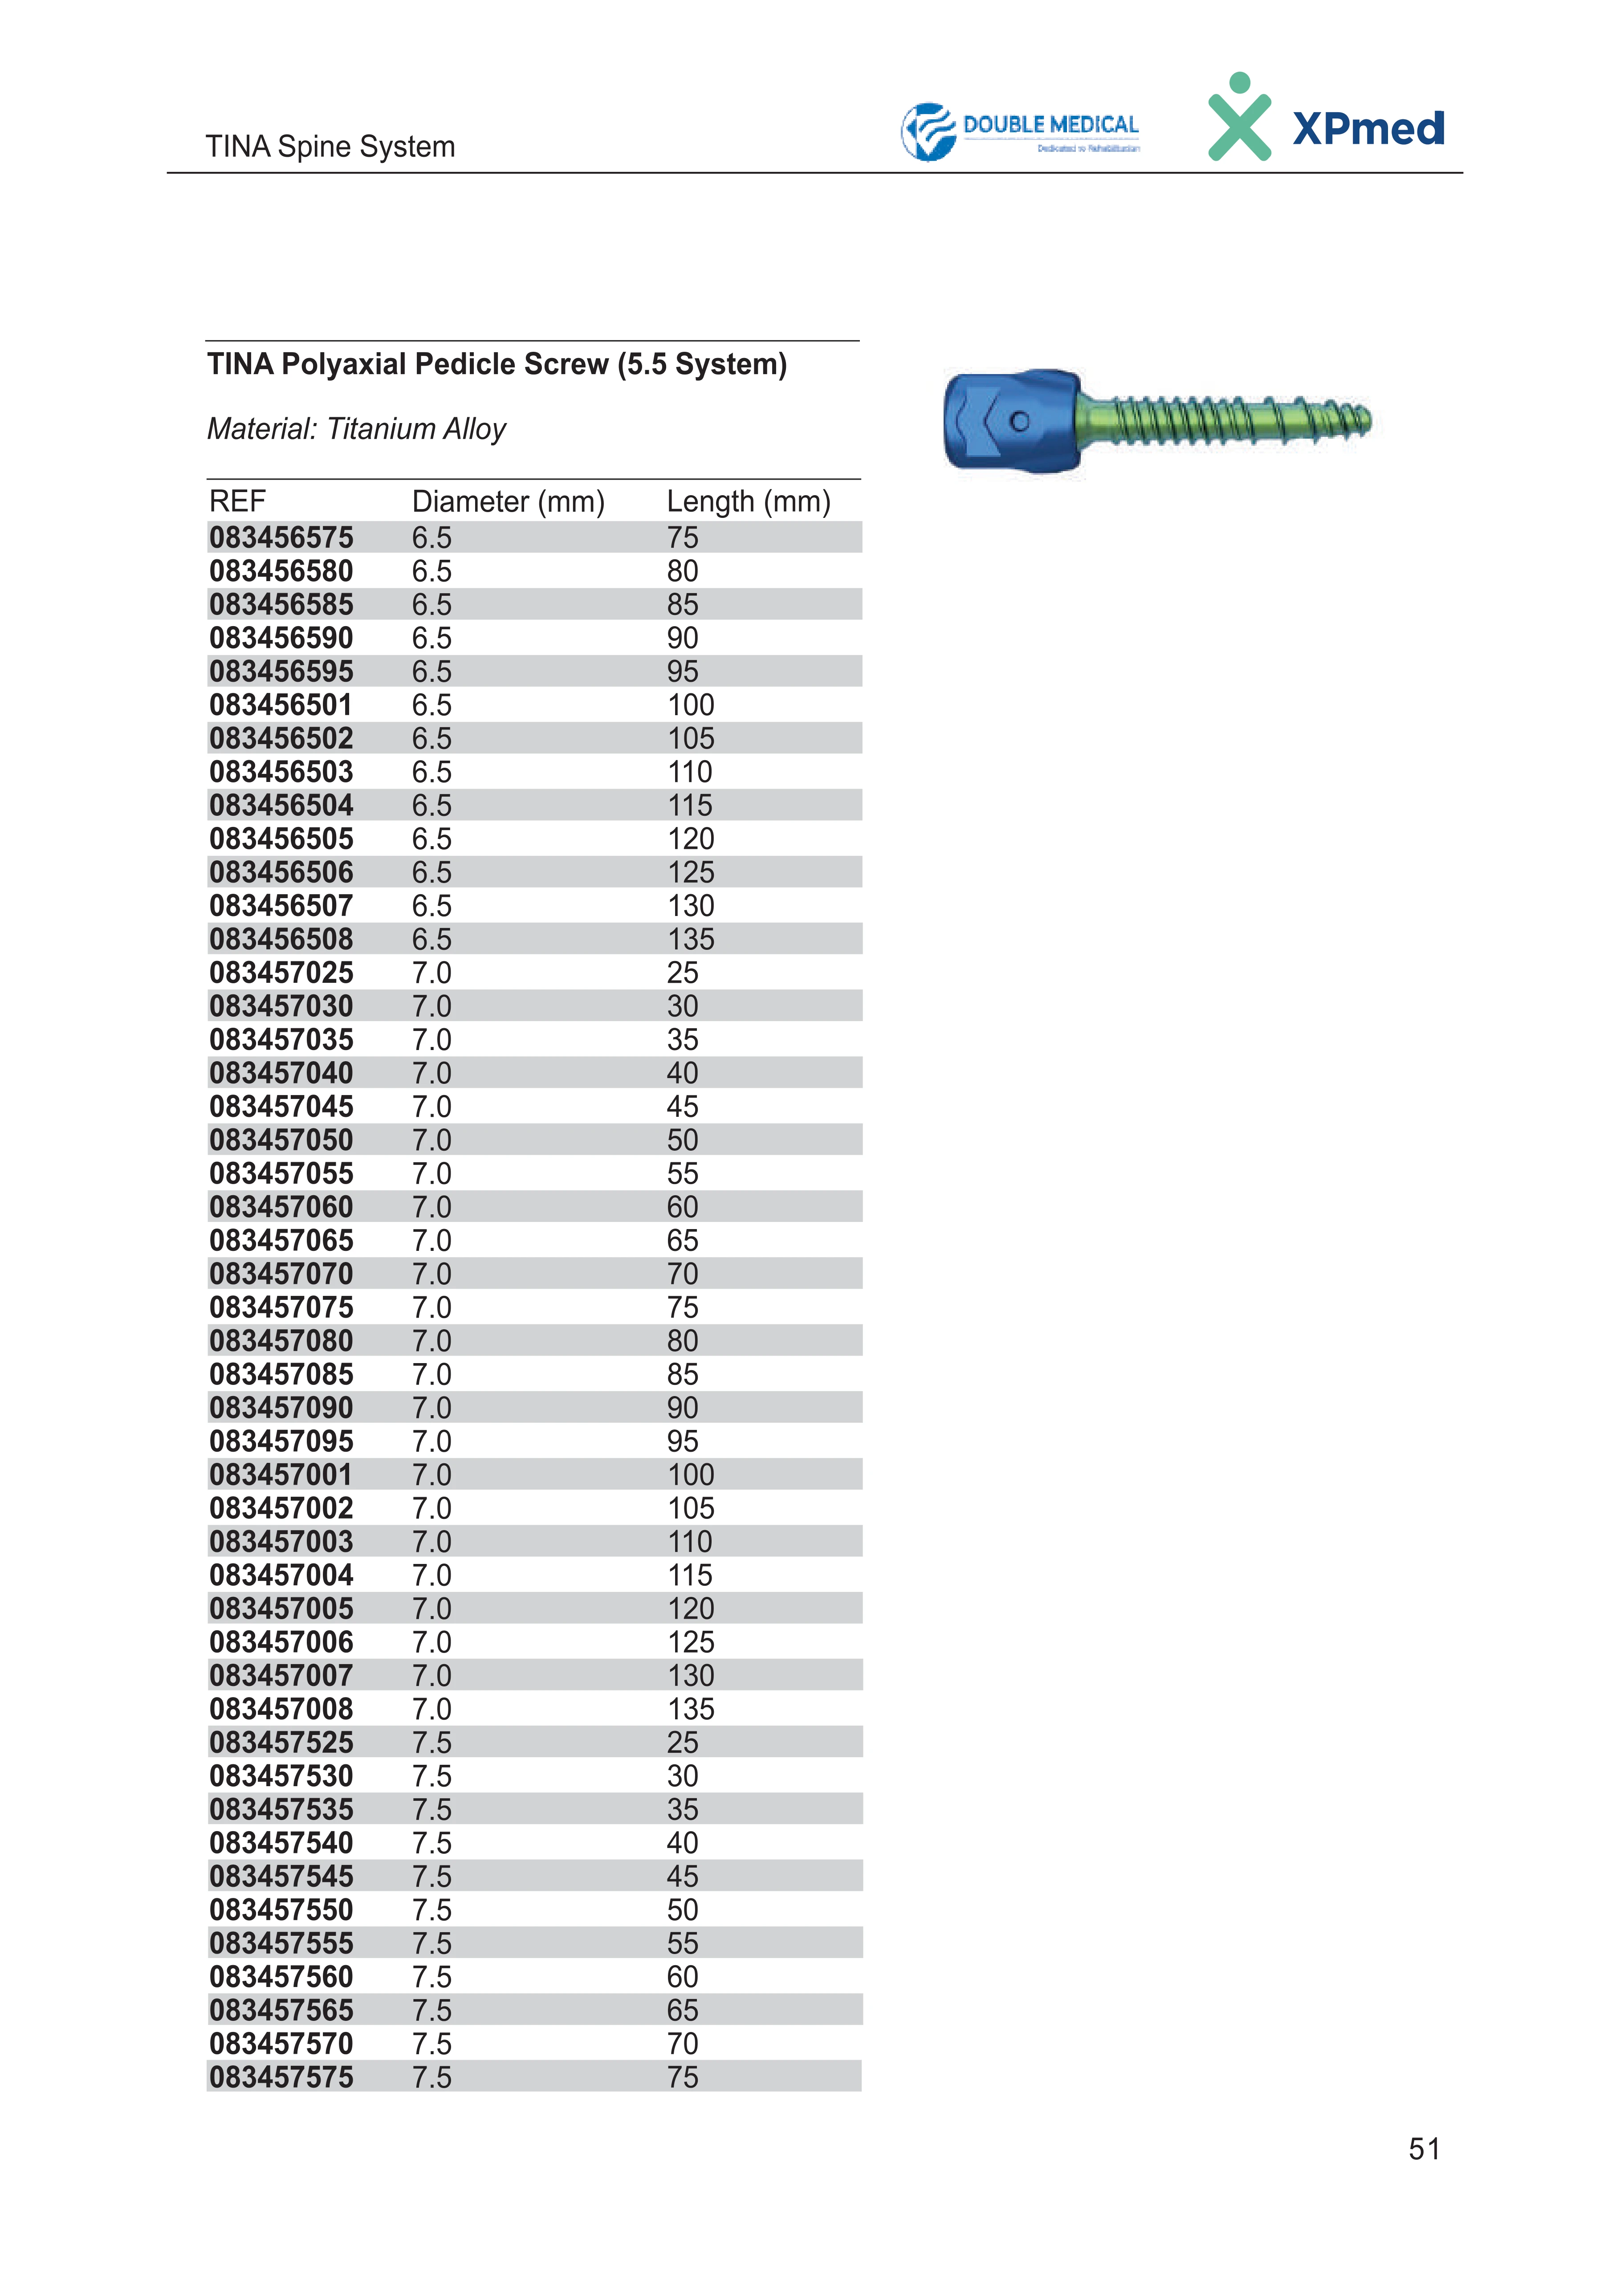 TINA Spine System
DOUBLE MEDICAL
Dedicated to Rehabilitation
XPmed
TINA Polyaxial Pedicle Screw (5.5 System)
Material: Titanium Alloy
REF Diameter (mm) Length (mm)
083456575 6.5 75
083456580 6.5 80
083456585 6.5 85
083456590 6.5 90
083456595 6.5 95
083456501 6.5 100
083456502 6.5 105
083456503 6.5 110
083456504 6.5 115
083456505 6.5 120
083456506 6.5 125
083456507 6.5 130
083456508 6.5 135
083457025 7.0 25
083457030 7.0 30
083457035 7.0 35
083457040 7.0 40
083457045 7.0 45
083457050 7.0 50
083457055 7.0 55
083457060 7.0 60
083457065 7.0 65
083457070 7.0 70
083457075 7.0 75
083457080 7.0 80
083457085 7.0 85
083457090 7.0 90
083457095 7.0 95
083457001 7.0 100
083457002 7.0 105
083457003 7.0 110
083457004 7.0 115
083457005 7.0 120
083457006 7.0 125
083457007 7.0 130
083457008 7.0 135
083457525 7.5 25
083457530 7.5 30
083457535 7.5 35
083457540 7.5 40
083457545 7.5 45
083457550 7.5 50
083457555 7.5 55
083457560 7.5 60
083457565 7.5 65
083457570 7.5 70
083457575 7.5 75
51